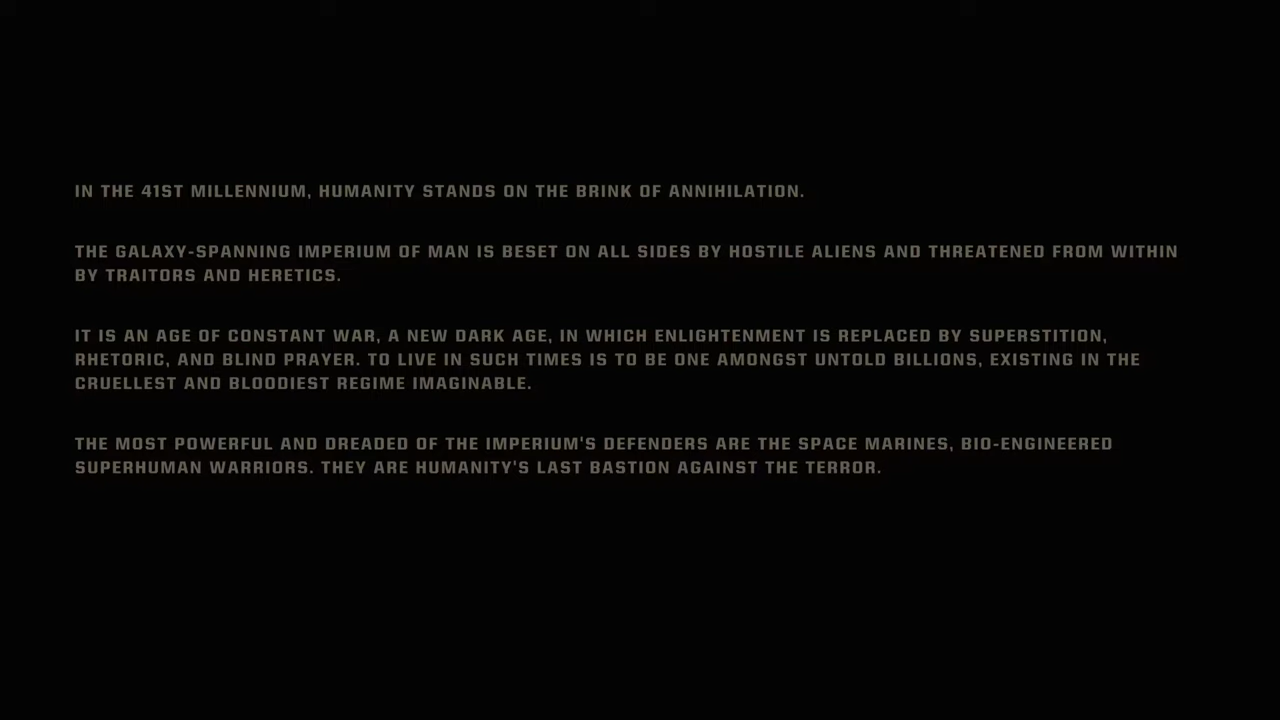 IN THE 41ST MILLENNIUM, HUMANITY STANDS ON THE BRINK OF ANNIHILATION.
THE GALAXY-SPANNING IMPERIUM OF MAN IS BESET ON ALL SIDES BY HOSTILE ALIENS AND THREATENED FROM WITHIN
BY TRAITORS AND HERETICS.
IT IS AN AGE OF CONSTANT WAR, A NEW DARK AGE, IN WHICH ENLIGHTENMENT IS REPLACED BY SUPERSTITION,
RHETORIC, AND BLIND PRAYER. TO LIVE IN SUCH TIMES IS TO BE ONE AMONGST UNTOLD BILLIONS, EXISTING IN THE
CRUELLEST AND BLOODIEST REGIME IMAGINABLE.
THE MOST POWERFUL AND DREADED OF THE IMPERIUM'S DEFENDERS ARE THE SPACE MARINES, BIO-ENGINEERED
SUPERHUMAN WARRIORS. THEY ARE HUMANITY'S LAST BASTION AGAINST THE TERROR.